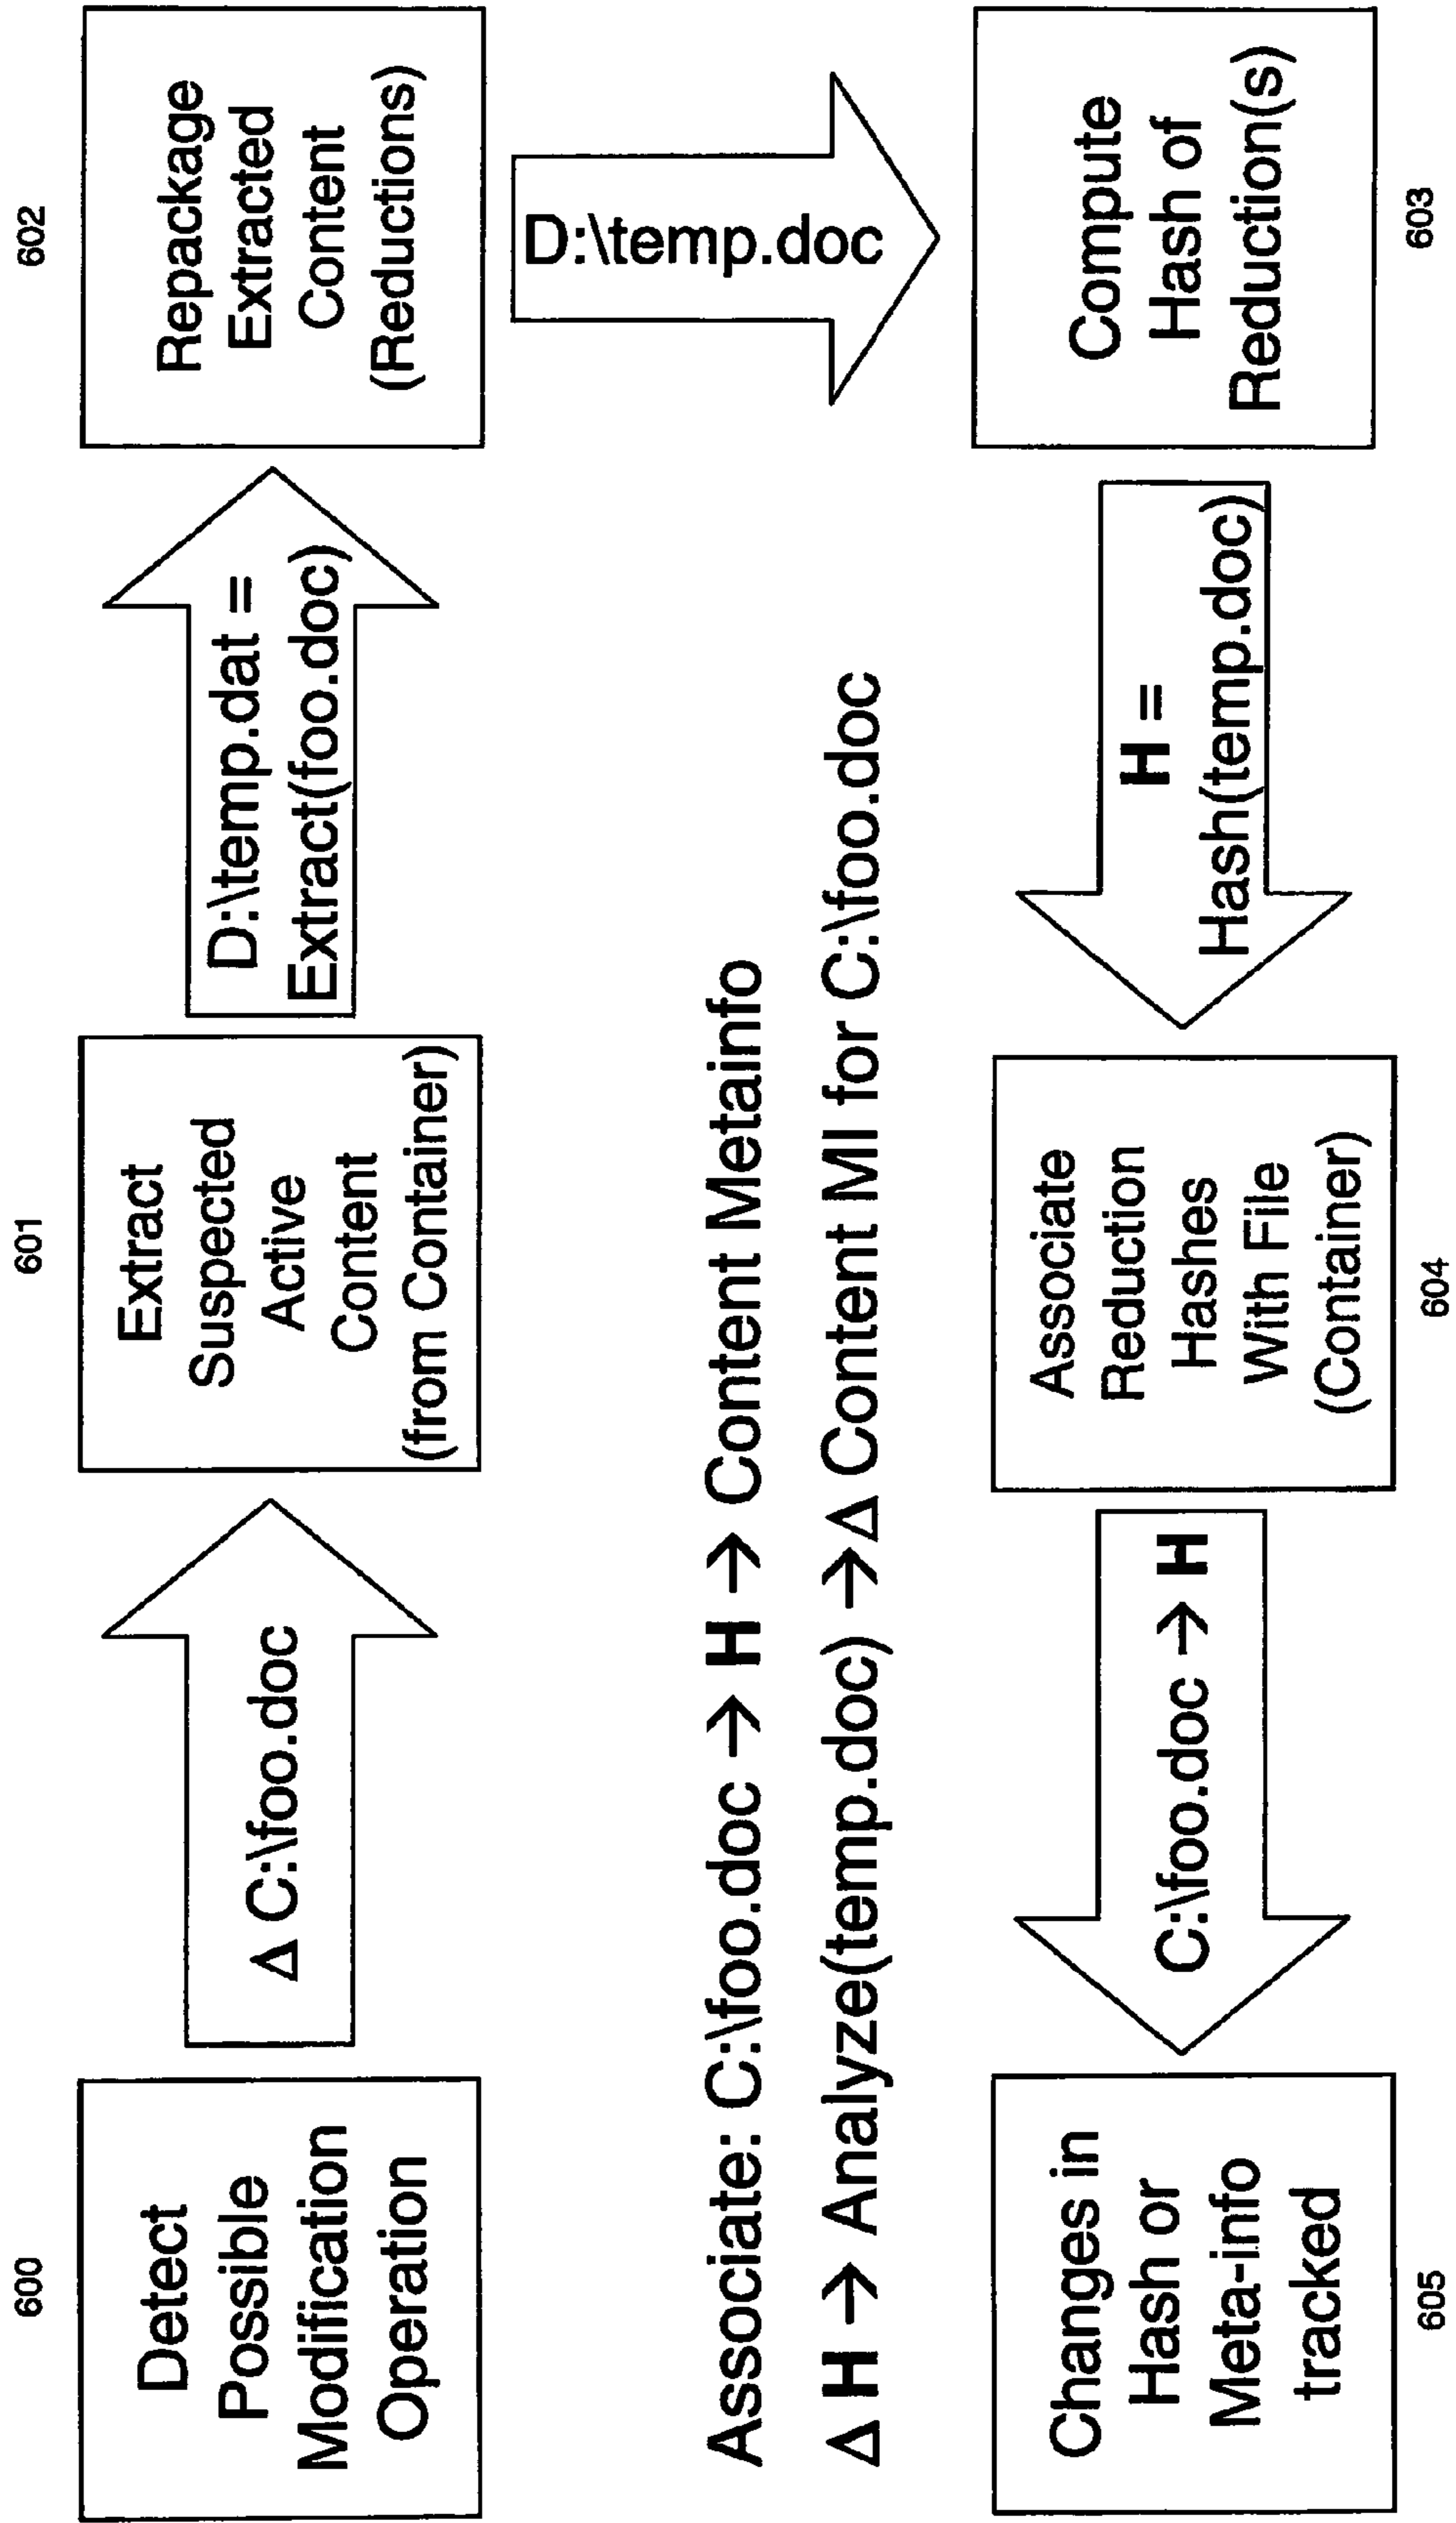 600
Detect
Possible
Modification
Operation
Δ C:\foo.doc
601
Extract
Suspected
Active
Content
(from Container)
D:\temp.dat =
Extract(foo.doc)
602
Repackage
Extracted
Content
(Reductions)
D:\temp.doc
Associate: C:\foo.doc → H → Content Metainfo
Δ H → Analyze(temp.doc) →Δ Content MI for C:\foo.doc
Compute
Hash of
Reduction(s)
603
H =
Hash(temp.doc)
Associate
Reduction
Hashes
With File
(Container)
604
C:\foo.doc → H
Changes in
Hash or
Meta-info
tracked
605